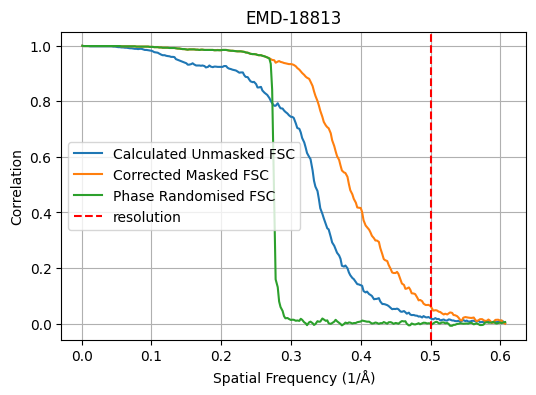 EMD-18813
1.0
0.8
0.6
0.4
0.2
0.0
Correlation
Calculated Unmasked FSC
Corrected Masked FSC
Phase Randomised FSC
resolution
0.0 0.1 0.2 0.3 0.4 0.5 0.6
Spatial Frequency (1/Å)